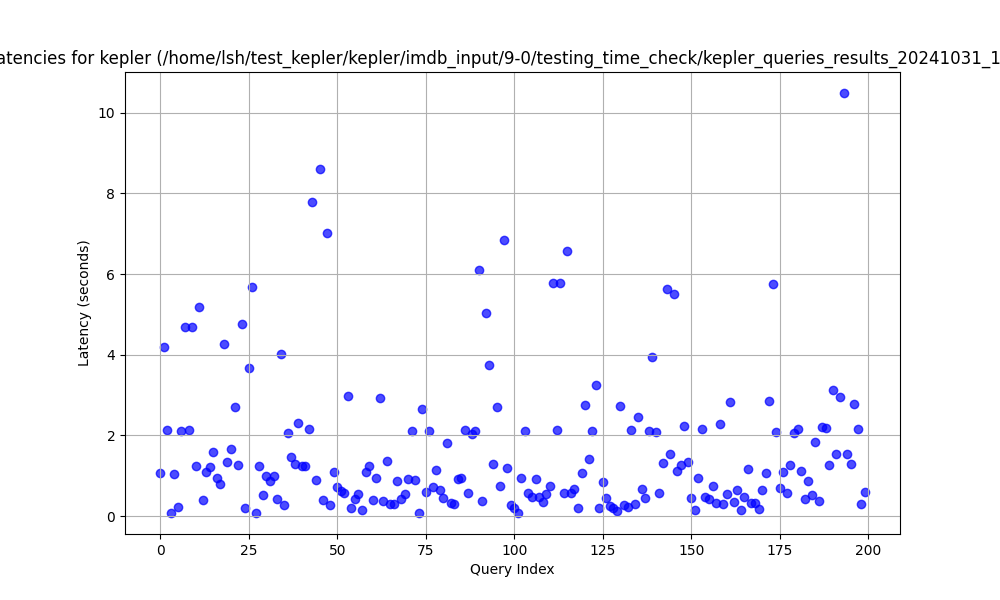 atencies for kepler (/home/lsh/test_kepler/kepler/imdb_input/9-0/testing_time_check/kepler_queries_results_20241031_1
10
8
6
4
2
0
Latency (seconds)
0 25 50 75 100 125 150 175 200
Query Index